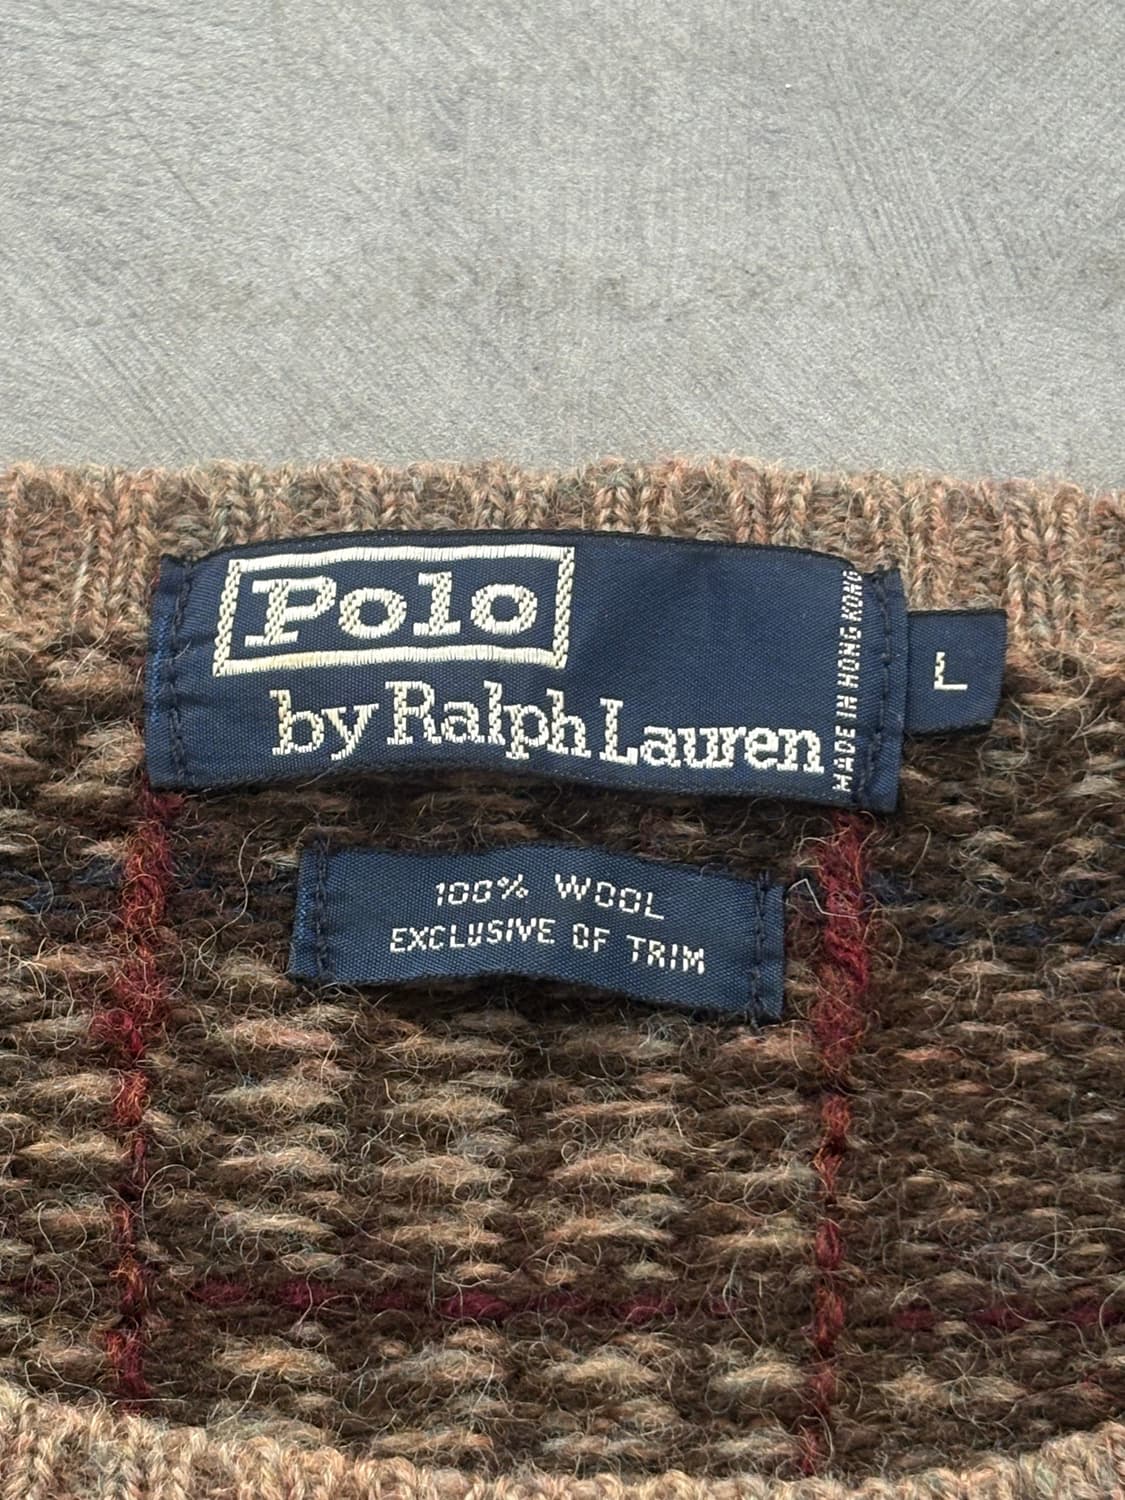 Polo
by Ralph Lauren
MADE IN HONG KONG
L
100% WOOL
EXCLUSIVE OF TRIM